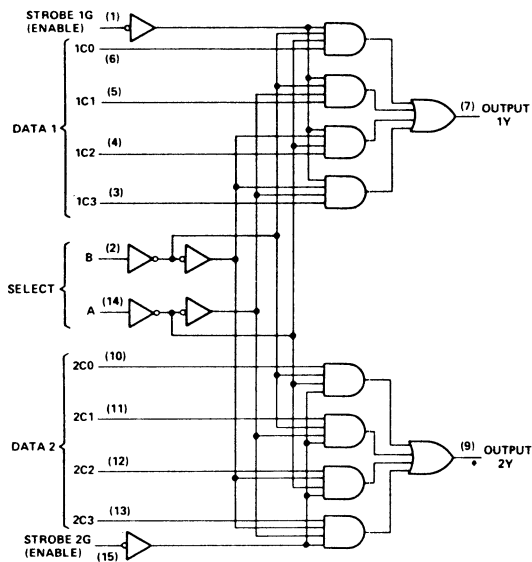 STROBE 1G (1)
(ENABLE)
1C0
(6)
1C1 (5)
DATA 1
1C2 (4)
1C3 (3)
(7) OUTPUT
1Y
B (2)
SELECT
A (14)
2C0 (10)
2C1 (11)
DATA 2
2C2 (12)
2C3 (13)
STROBE 2G
(ENABLE) (15)
(9) OUTPUT
2Y